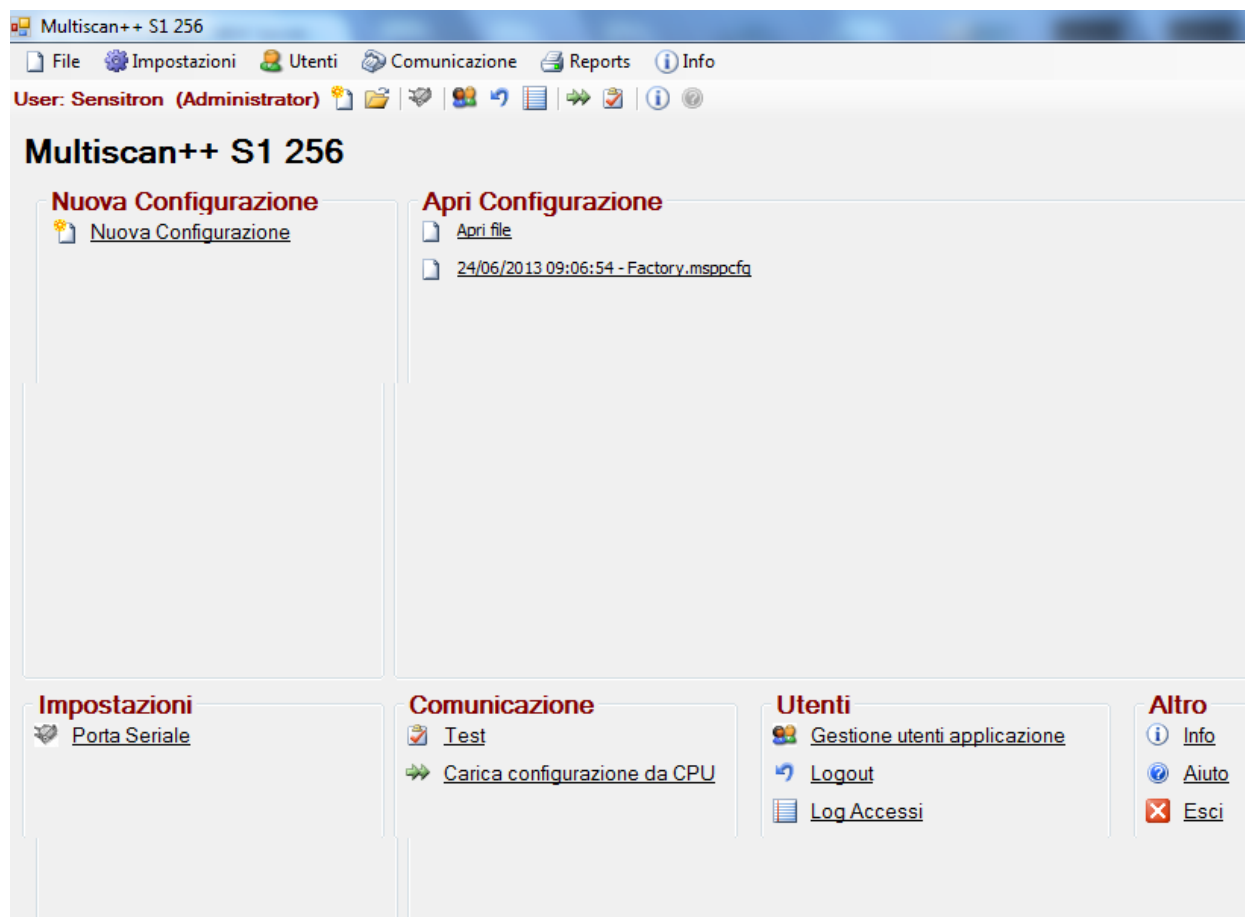 Multiscan++ S1 256
File Impostazioni Utenti Comunicazione Reports Info
User: Sensitron (Administrator)
Multiscan++ S1 256
Nuova Configurazione
Nuova Configurazione
Apri Configurazione
Apri file
24/06/2013 09:06:54 - Factory.msppcfg
Impostazioni
Porta Seriale
Comunicazione
Test
Carica configurazione da CPU
Utenti
Gestione utenti applicazione
Logout
Log Accessi
Altro
Info
Aiuto
Esci